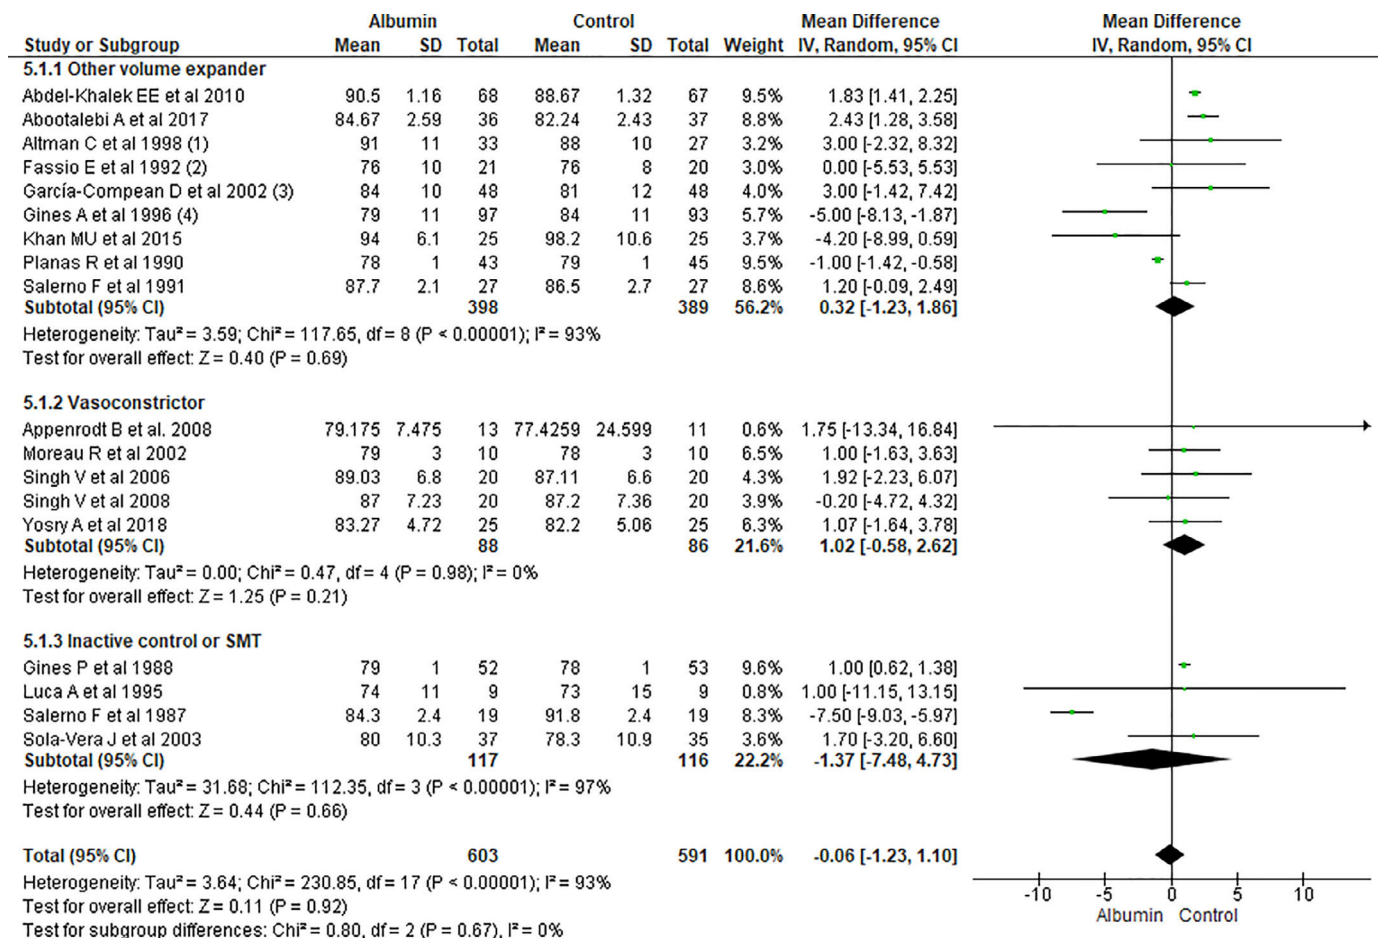 Albumin Control Mean Difference Mean Difference
Study or Subgroup Mean SD Total Mean SD Total Weight IV, Random, 95% CI IV, Random, 95% CI
5.1.1 Other volume expander
Abdel-Khalek EE et al 2010 90.5 1.16 68 88.67 1.32 67 9.5% 1.83 [1.41, 2.25]
Abootalebi A et al 2017 84.67 2.59 36 82.24 2.43 37 8.8% 2.43 [1.28, 3.58]
Altman C et al 1998 (1) 91 11 33 88 10 27 3.2% 3.00 [-2.32, 8.32]
Fassio E et al 1992 (2) 76 10 21 76 8 20 3.0% 0.00 [-5.53, 5.53]
García-Compean D et al 2002 (3) 84 10 48 81 12 48 4.0% 3.00 [-1.42, 7.42]
Gines A et al 1996 (4) 79 11 97 84 11 93 5.7% -5.00 [-8.13, -1.87]
Khan MU et al 2015 94 6.1 25 98.2 10.6 25 3.7% -4.20 [-8.99, 0.59]
Planas R et al 1990 78 1 43 79 1 45 9.5% -1.00 [-1.42, -0.58]
Salerno F et al 1991 87.7 2.1 27 86.5 2.7 27 8.6% 1.20 [-0.09, 2.49]
Subtotal (95% CI) 398 389 56.2% 0.32 [-1.23, 1.86]
Heterogeneity: Tau² = 3.59; Chi² = 117.65, df = 8 (P < 0.00001); I² = 93%
Test for overall effect: Z = 0.40 (P = 0.69)
5.1.2 Vasoconstrictor
Appenrodt B et al. 2008 79.175 7.475 13 77.4259 24.599 11 0.6% 1.75 [-13.34, 16.84]
Moreau R et al 2002 79 3 10 78 3 10 6.5% 1.00 [-1.63, 3.63]
Singh V et al 2006 89.03 6.8 20 87.11 6.6 20 4.3% 1.92 [-2.23, 6.07]
Singh V et al 2008 87 7.23 20 87.2 7.36 20 3.9% -0.20 [-4.72, 4.32]
Yosry A et al 2018 83.27 4.72 25 82.2 5.06 25 6.3% 1.07 [-1.64, 3.78]
Subtotal (95% CI) 88 86 21.6% 1.02 [-0.58, 2.62]
Heterogeneity: Tau² = 0.00; Chi² = 0.47, df = 4 (P = 0.98); I² = 0%
Test for overall effect: Z = 1.25 (P = 0.21)
5.1.3 Inactive control or SMT
Gines P et al 1988 79 1 52 78 1 53 9.6% 1.00 [0.62, 1.38]
Luca A et al 1995 74 11 9 73 15 9 0.8% 1.00 [-11.15, 13.15]
Salerno F et al 1987 84.3 2.4 19 91.8 2.4 19 8.3% -7.50 [-9.03, -5.97]
Sola-Vera J et al 2003 80 10.3 37 78.3 10.9 35 3.6% 1.70 [-3.20, 6.60]
Subtotal (95% CI) 117 116 22.2% -1.37 [-7.48, 4.73]
Heterogeneity: Tau² = 31.68; Chi² = 112.35, df = 3 (P < 0.00001); I² = 97%
Test for overall effect: Z = 0.44 (P = 0.66)
Total (95% CI) 603 591 100.0% -0.06 [-1.23, 1.10]
Heterogeneity: Tau² = 3.64; Chi² = 230.85, df = 17 (P < 0.00001); I² = 93%
Test for overall effect: Z = 0.11 (P = 0.92)
Test for subgroup differences: Chi² = 0.80, df = 2 (P = 0.67), I² = 0%
-10 -5 0 5 10
Albumin Control